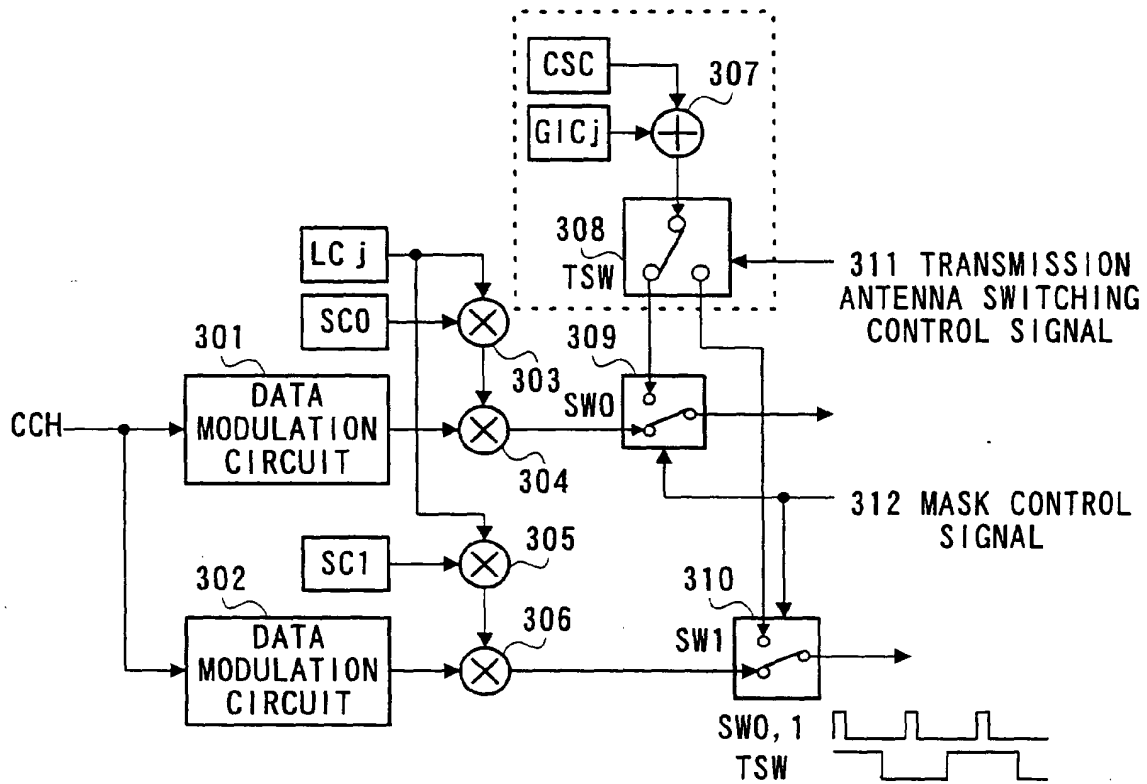 CSC
307
GICj
308
TSW
311 TRANSMISSION
ANTENNA SWITCHING
CONTROL SIGNAL
LCj
SC0
303
309
SW0
301
DATA
MODULATION
CIRCUIT
CCH
304
312 MASK CONTROL
SIGNAL
305
SC1
302
DATA
MODULATION
CIRCUIT
306
310
SW1
SW0,1
TSW